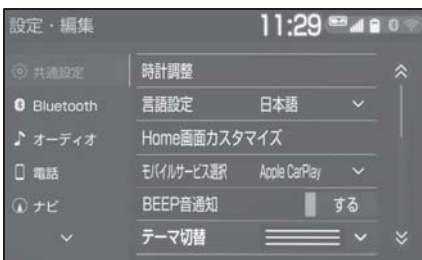 設定・編集 11:29
共通設定
時計調整
Bluetooth
言語設定 日本語
オーディオ
Home画面カスタマイズ
電話
モバイルサービス選択 Apple CarPlay
ナビ
BEEP音通知 する
テーマ切替